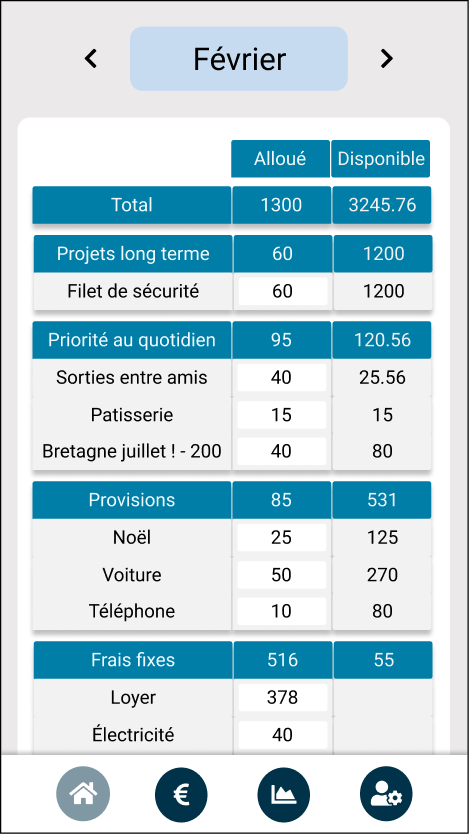 Février
Alloué Disponible
Total 1300 3245.76
Projets long terme 60 1200
Filet de sécurité 60 1200
Priorité au quotidien 95 120.56
Sorties entre amis 40 25.56
Patisserie 15 15
Bretagne juillet ! - 200 40 80
Provisions 85 531
Noël 25 125
Voiture 50 270
Téléphone 10 80
Frais fixes 516 55
Loyer 378
Électricité 40